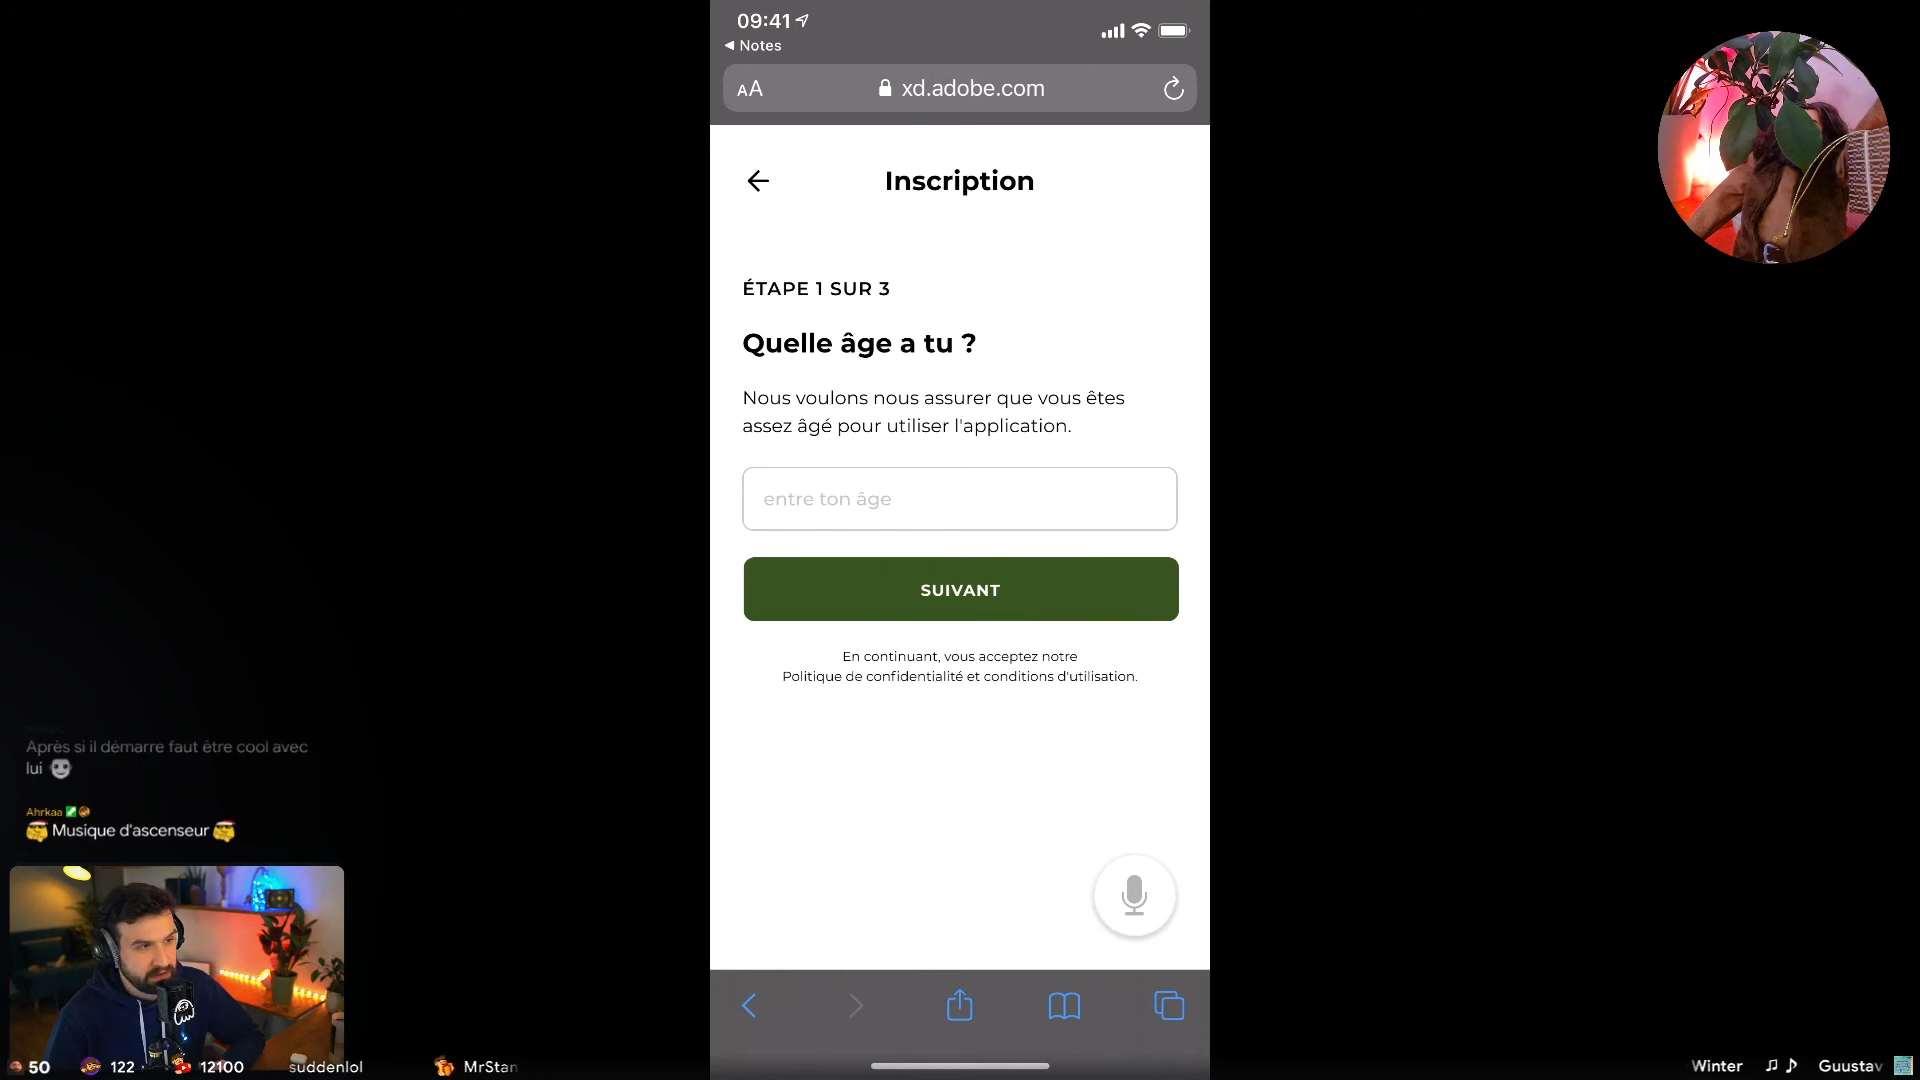 09:41
Notes
AA
xd.adobe.com
Inscription
ÉTAPE 1 SUR 3
Quelle âge a tu ?
Nous voulons nous assurer que vous êtes
assez âgé pour utiliser l'application.
entre ton âge
SUIVANT
En continuant, vous acceptez notre
Politique de confidentialité et conditions d'utilisation.
Après si il démarre faut être cool avec
lui
Ahrkaa
Musique d'ascenseur
50
122
12100
suddenlol
MrStan
Winter
Guustav